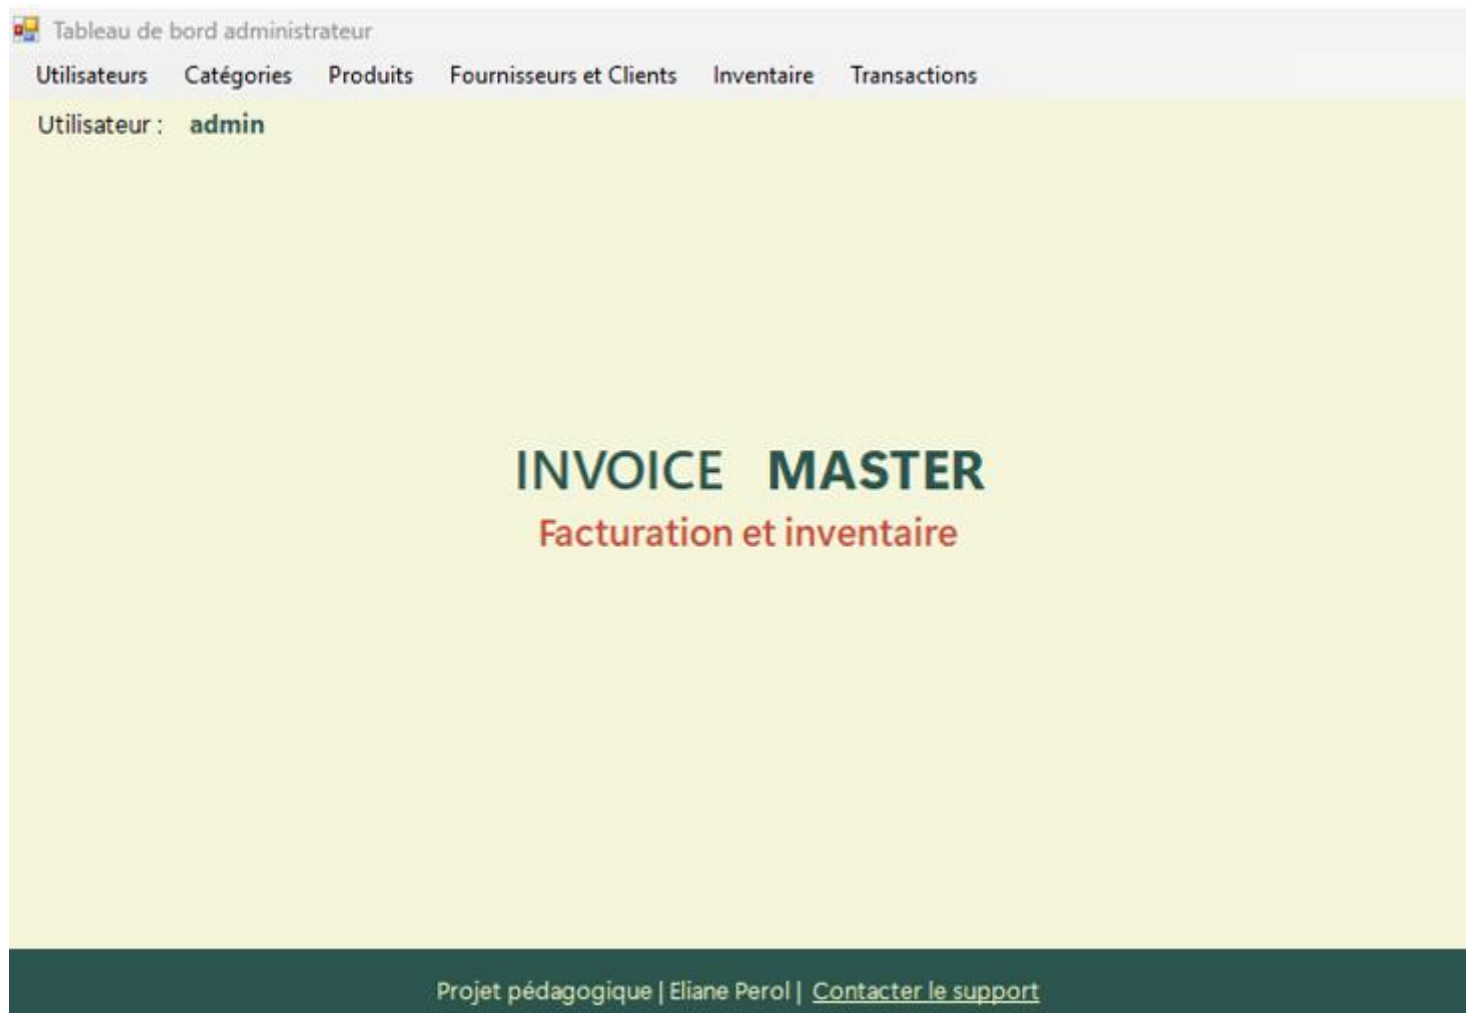 Tableau de bord administrateur
Utilisateurs Catégories Produits Fournisseurs et Clients Inventaire Transactions
Utilisateur : admin
INVOICE MASTER
Facturation et inventaire
Projet pédagogique | Eliane Perol | Contacter le support